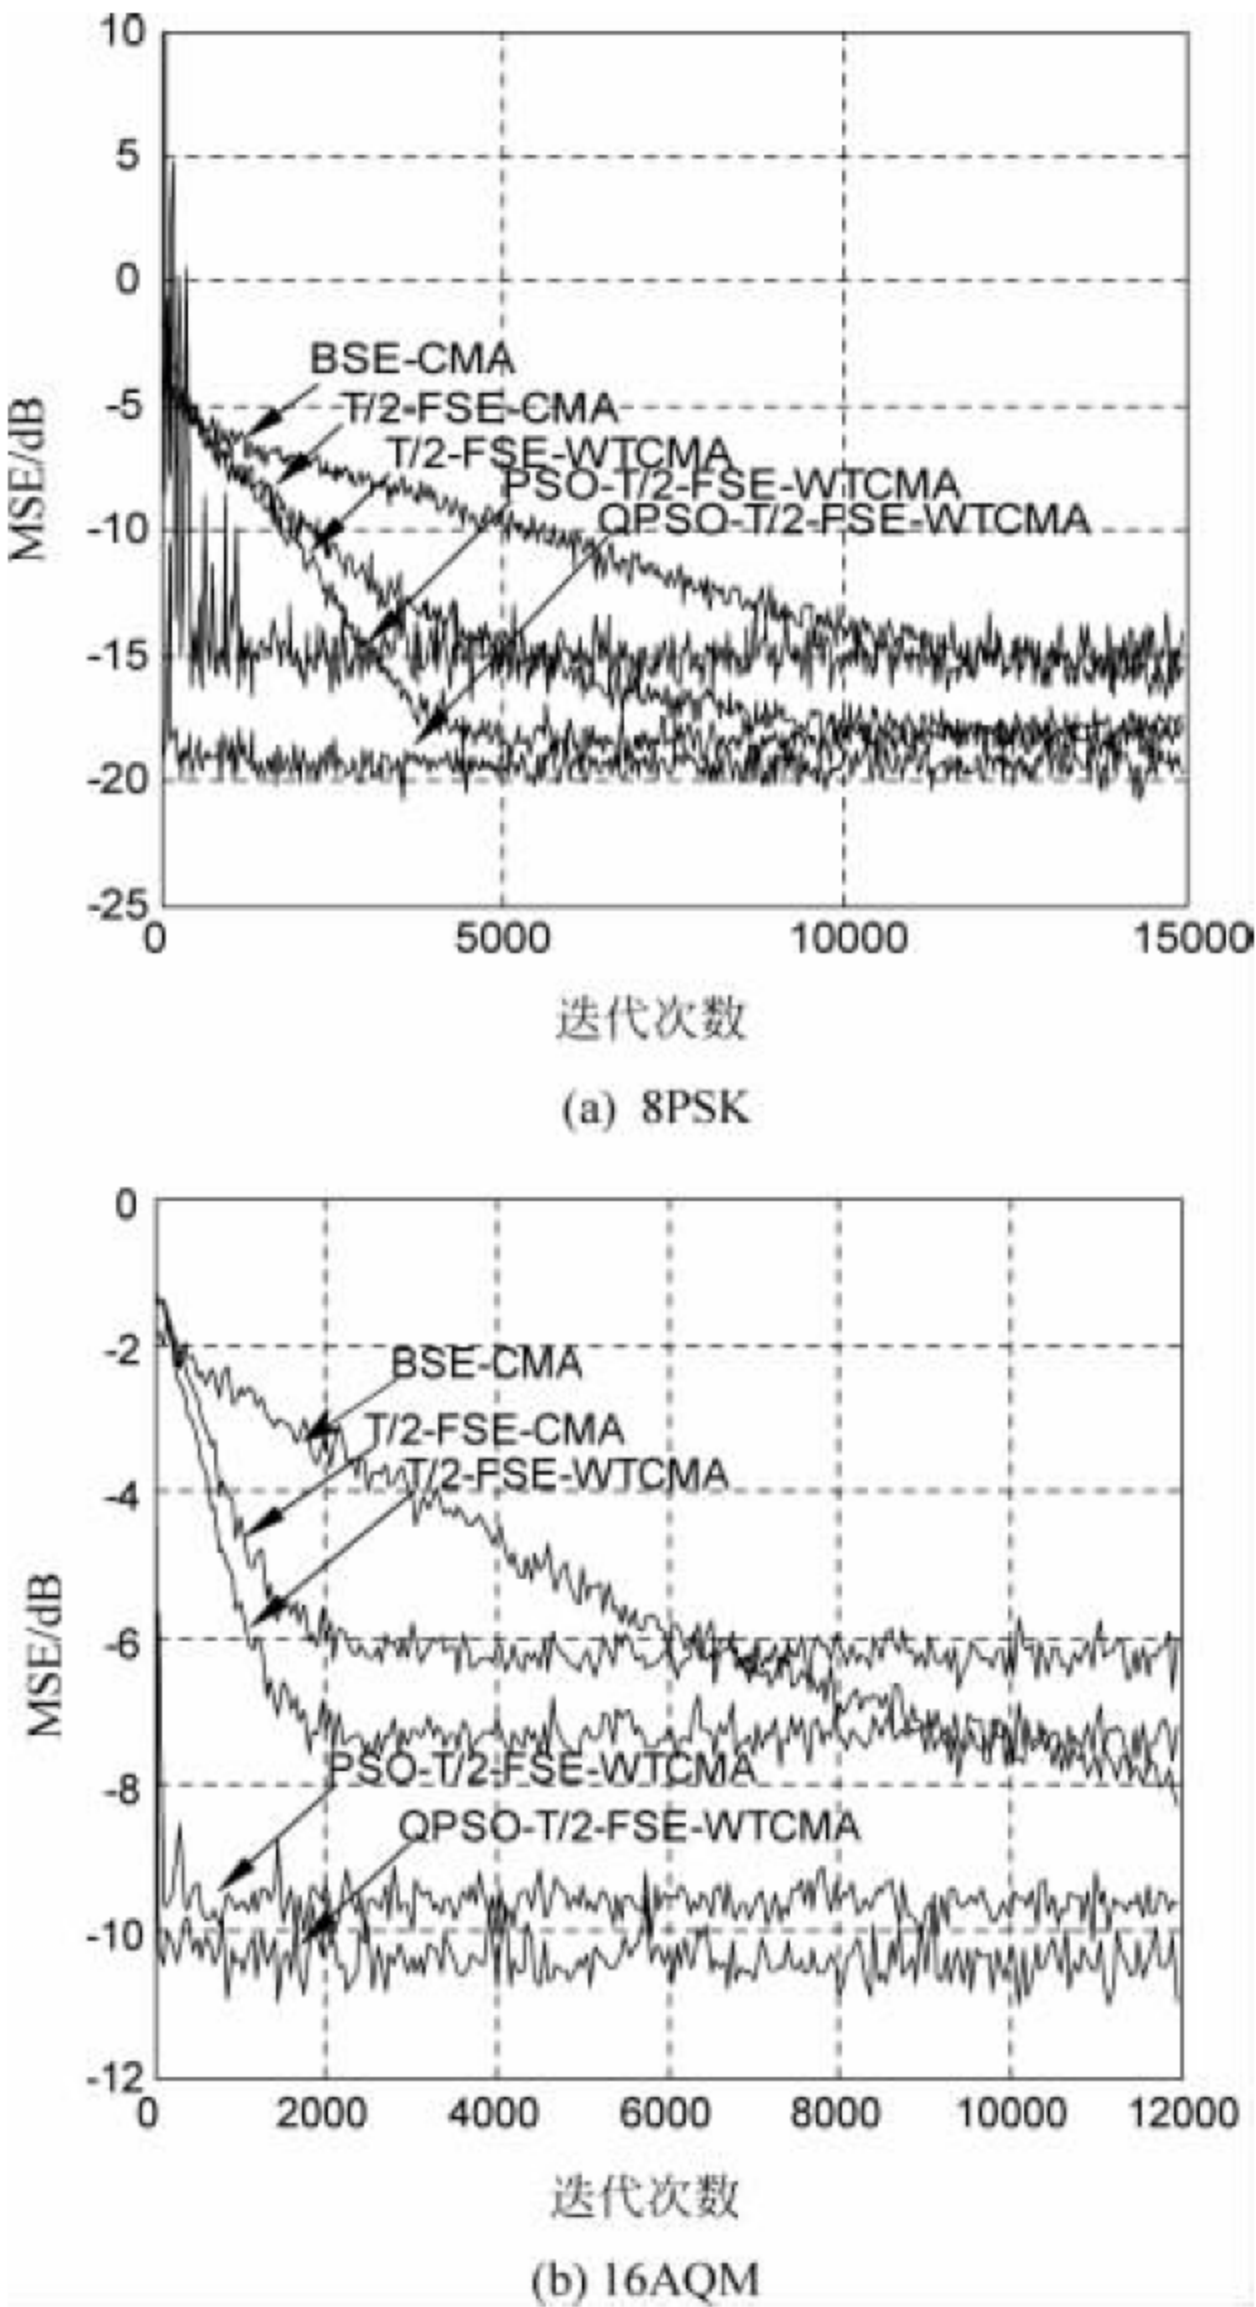 10
5
0
BSE-CMA
-5
T/2-FSE-CMA
T/2-FSE-WTCMA
PSO-T/2-FSE-WTCMA
QPSO-T/2-FSE-WTCMA
-10
MSE/dB
-15
-20
-25
0 5000 10000 15000
迭代次数
(a) 8PSK
0
-2
BSE-CMA
T/2-FSE-CMA
T/2-FSE-WTCMA
-4
MSE/dB
-6
PSO-T/2-FSE-WTCMA
-8
QPSO-T/2-FSE-WTCMA
-10
-12
0 2000 4000 6000 8000 10000 12000
迭代次数
(b) 16AQM